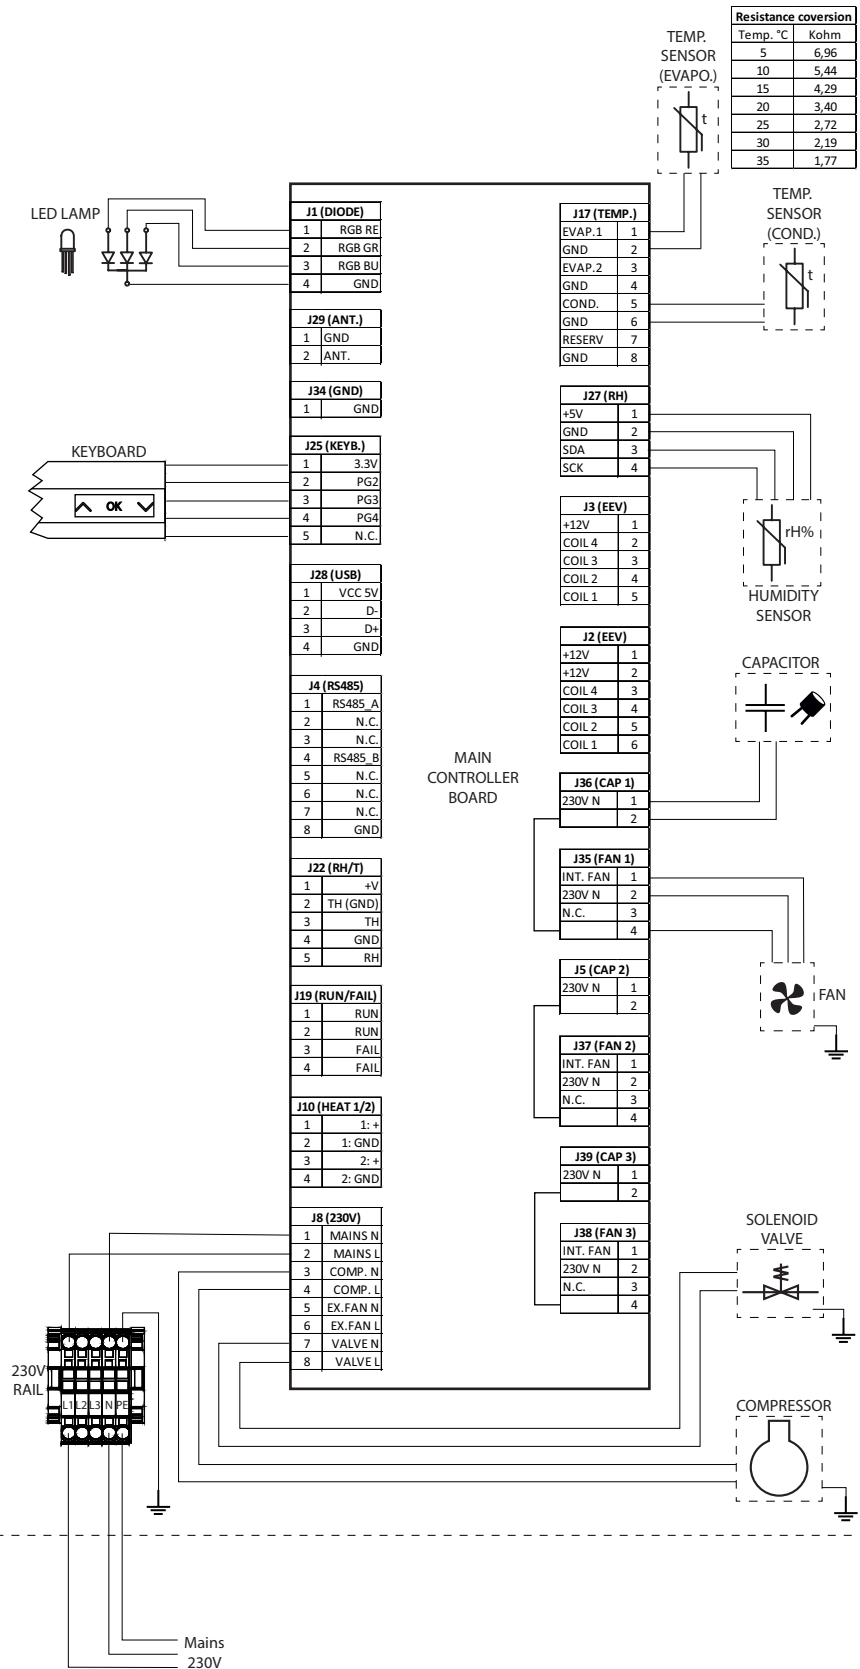 Resistance coversion
Temp. °C Kohm
5 6,96
10 5,44
15 4,29
20 3,40
25 2,72
30 2,19
35 1,77
TEMP.
SENSOR
(EVAPO.)
t
TEMP.
SENSOR
(COND.)
t
LED LAMP
J1 (DIODE)
1 RGB RE
2 RGB GR
3 RGB BU
4 GND
J29 (ANT.)
1 GND
2 ANT.
J34 (GND)
1 GND
KEYBOARD
OK
J25 (KEYB.)
1 3.3V
2 PG2
3 PG3
4 PG4
5 N.C.
J28 (USB)
1 VCC 5V
2 D-
3 D+
4 GND
J4 (RS485)
1 RS485_A
2 N.C.
3 N.C.
4 RS485_B
5 N.C.
6 N.C.
7 N.C.
8 GND
J22 (RH/T)
1 +V
2 TH (GND)
3 TH
4 GND
5 RH
J19 (RUN/FAIL)
1 RUN
2 RUN
3 FAIL
4 FAIL
J10 (HEAT 1/2)
1 1: +
2 1: GND
3 2: +
4 2: GND
J8 (230V)
1 MAINS N
2 MAINS L
3 COMP. N
4 COMP. L
5 EX.FAN N
6 EX.FAN L
7 VALVE N
8 VALVE L
MAIN
CONTROLLER
BOARD
J17 (TEMP.)
EVAP.1 1
GND 2
EVAP.2 3
GND 4
COND. 5
GND 6
RESERV 7
GND 8
J27 (RH)
+5V 1
GND 2
SDA 3
SCK 4
rH%
HUMIDITY
SENSOR
J3 (EEV)
+12V 1
COIL 4 2
COIL 3 3
COIL 2 4
COIL 1 5
J2 (EEV)
+12V 1
+12V 2
COIL 4 3
COIL 3 4
COIL 2 5
COIL 1 6
CAPACITOR
J36 (CAP 1)
230V N 1
2
J35 (FAN 1)
INT. FAN 1
230V N 2
N.C. 3
4
FAN
J5 (CAP 2)
230V N 1
2
J37 (FAN 2)
INT. FAN 1
230V N 2
N.C. 3
4
J39 (CAP 3)
230V N 1
2
J38 (FAN 3)
INT. FAN 1
230V N 2
N.C. 3
4
SOLENOID
VALVE
COMPRESSOR
230V
RAIL
L1 L2 L3 N PE
Mains
230V